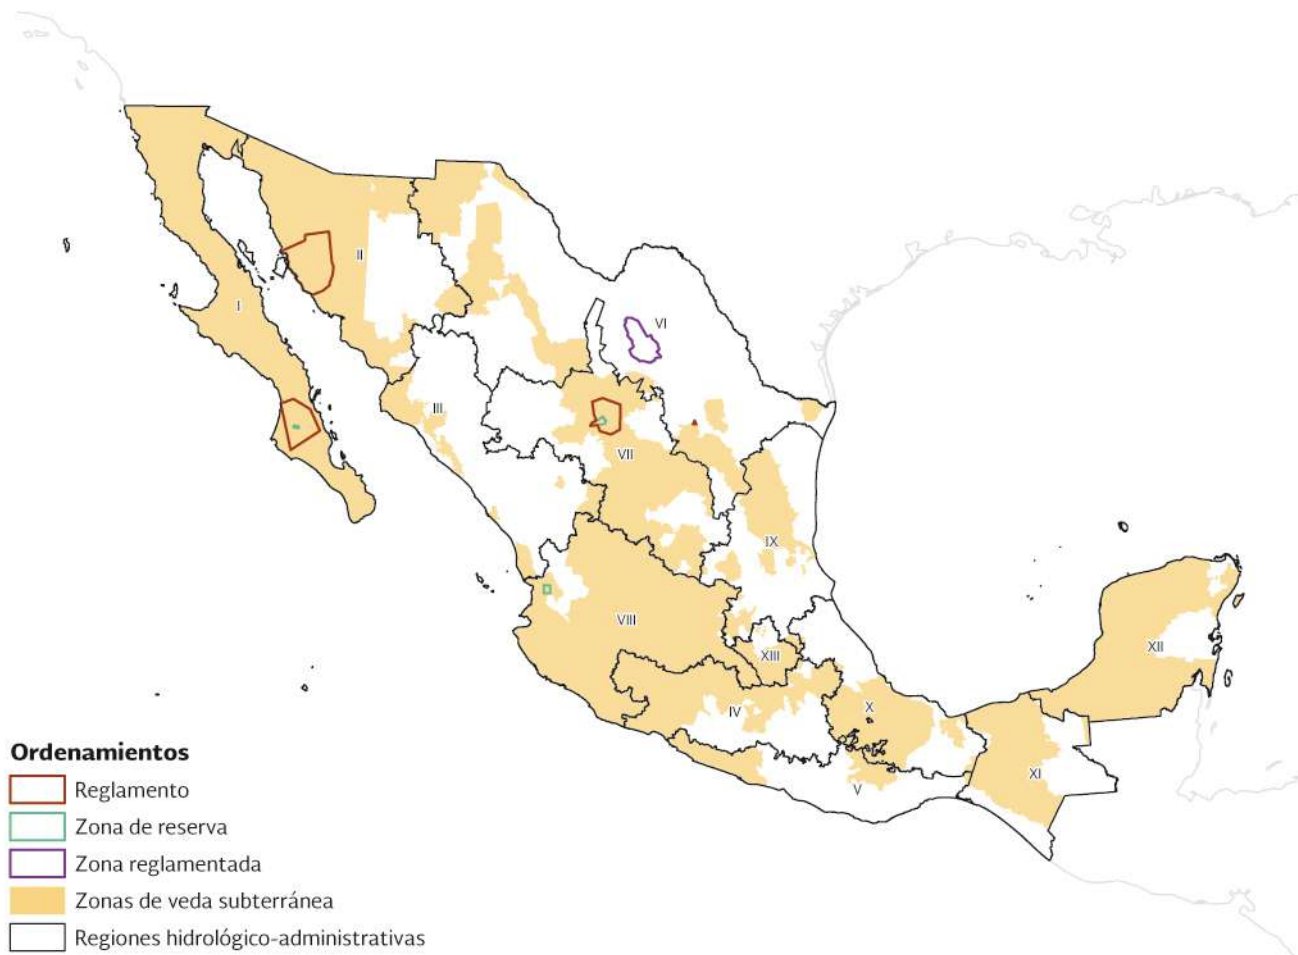 VI
II
I
III
VII
IX
VIII
XII
XIII
IV
X
XI
V
Ordenamientos
Reglamento
Zona de reserva
Zona reglamentada
Zonas de veda subterránea
Regiones hidrológico-administrativas